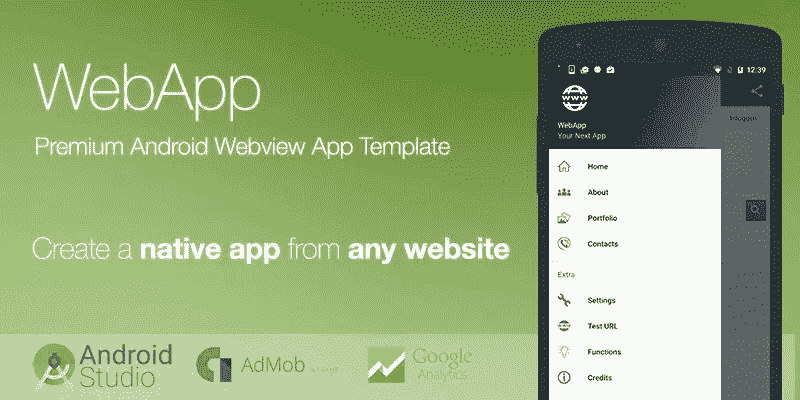 WebApp
Premium Android Webview App Template
Create a native app from any website
Android
Studio
AdMob
Google
Analytics
12:39
www
WebApp
Your Next App
Home
About
Portfolio
Contacts
Extra
Settings
Test URL
Functions
Credits